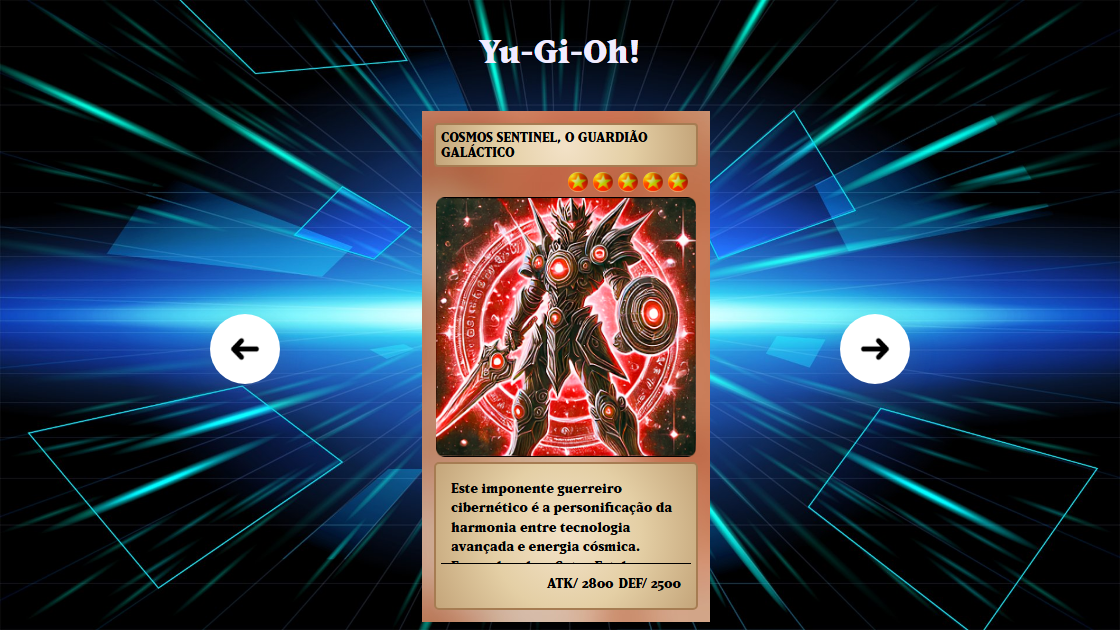 Yu-Gi-Oh!
COSMOS SENTINEL, O GUARDIÃO
GALÁCTICO
Este imponente guerreiro
cibernético é a personificação da
harmonia entre tecnologia
avançada e energia cósmica.
ATK/ 2800 DEF/ 2500